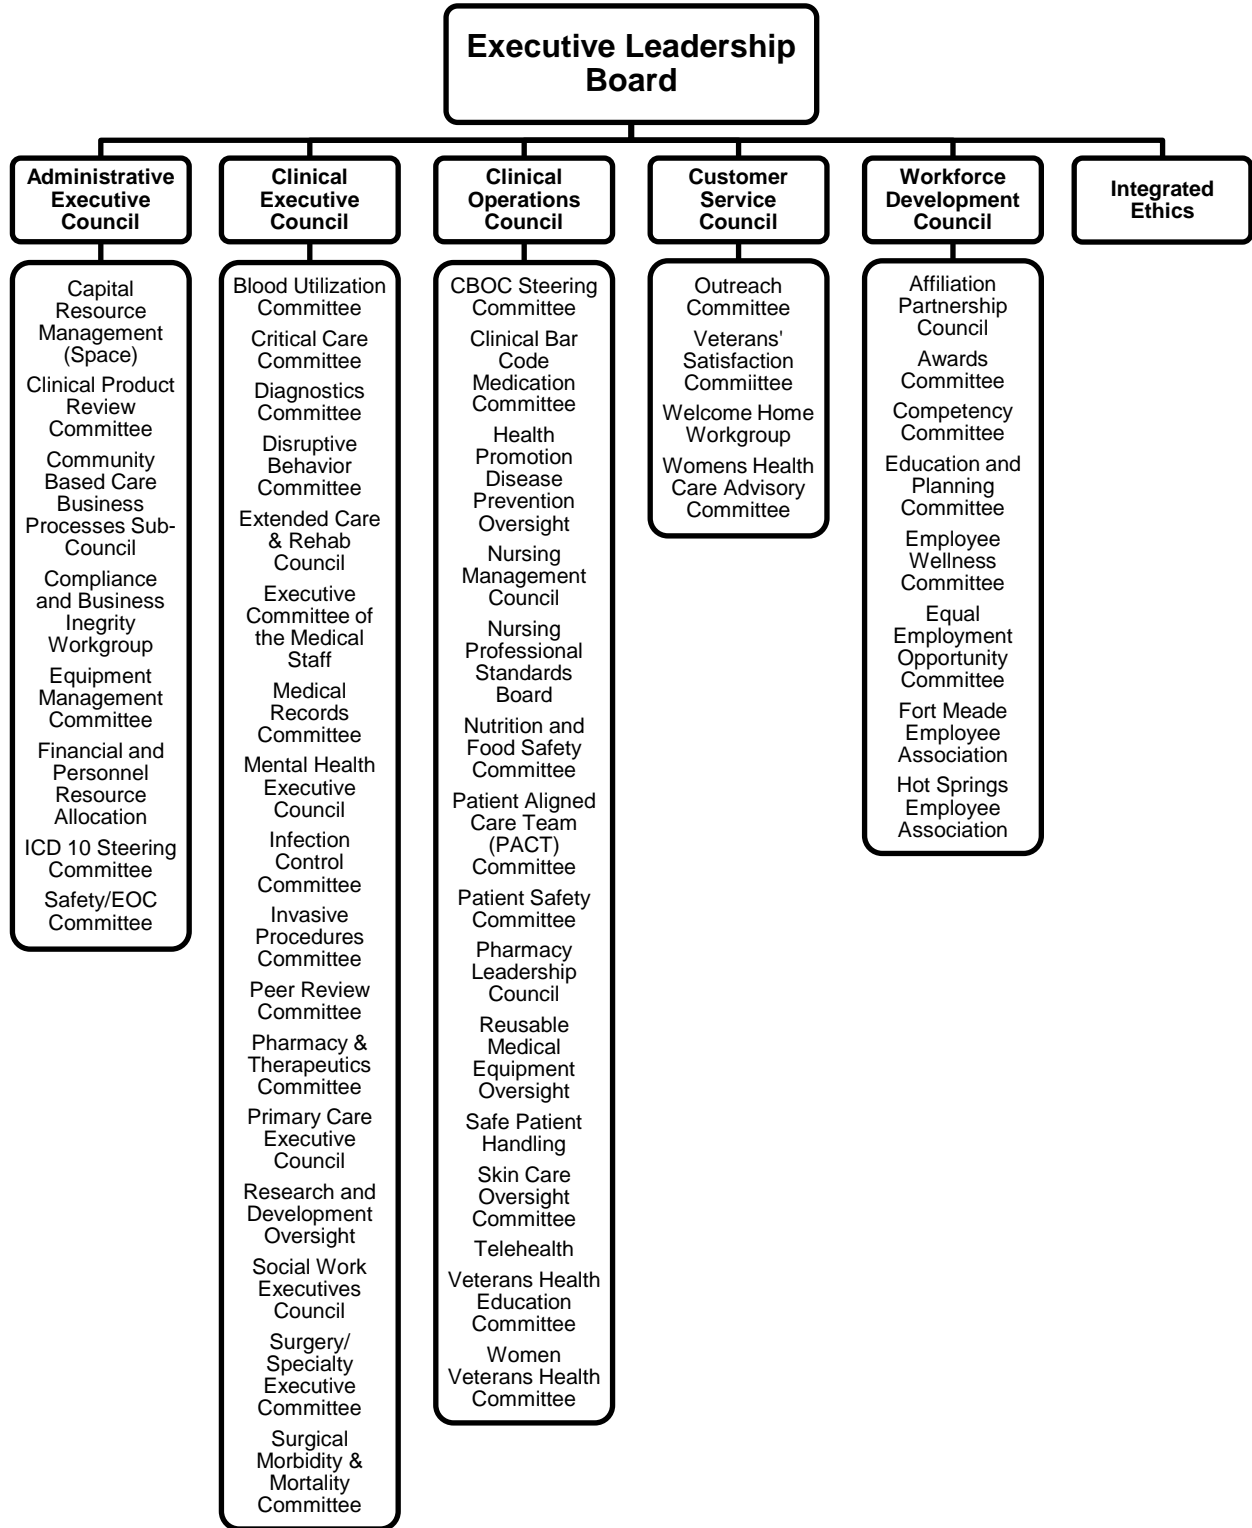 Executive Leadership
Board
Administrative
Executive
Council
Clinical
Executive
Council
Clinical
Operations
Council
Customer
Service
Council
Workforce
Development
Council
Integrated
Ethics
Capital
Resource
Management
(Space)
Clinical Product
Review
Committee
Community
Based Care
Business
Processes Sub-
Council
Compliance
and Business
Inegrity
Workgroup
Equipment
Management
Committee
Financial and
Personnel
Resource
Allocation
ICD 10 Steering
Committee
Safety/EOC
Committee
Blood Utilization
Committee
Critical Care
Committee
Diagnostics
Committee
Disruptive
Behavior
Committee
Extended Care
& Rehab
Council
Executive
Committee of
the Medical
Staff
Medical
Records
Committee
Mental Health
Executive
Council
Infection
Control
Committee
Invasive
Procedures
Committee
Peer Review
Committee
Pharmacy &
Therapeutics
Committee
Primary Care
Executive
Council
Research and
Development
Oversight
Social Work
Executives
Council
Surgery/
Specialty
Executive
Committee
Surgical
Morbidity &
Mortality
Committee
CBOC Steering
Committee
Clinical Bar
Code
Medication
Committee
Health
Promotion
Disease
Prevention
Oversight
Nursing
Management
Council
Nursing
Professional
Standards
Board
Nutrition and
Food Safety
Committee
Patient Aligned
Care Team
(PACT)
Committee
Patient Safety
Committee
Pharmacy
Leadership
Council
Reusable
Medical
Equipment
Oversight
Safe Patient
Handling
Skin Care
Oversight
Committee
Telehealth
Veterans Health
Education
Committee
Women
Veterans Health
Committee
Outreach
Committee
Veterans'
Satisfaction
Commiittee
Welcome Home
Workgroup
Womens Health
Care Advisory
Committee
Affiliation
Partnership
Council
Awards
Committee
Competency
Committee
Education and
Planning
Committee
Employee
Wellness
Committee
Equal
Employment
Opportunity
Committee
Fort Meade
Employee
Association
Hot Springs
Employee
Association